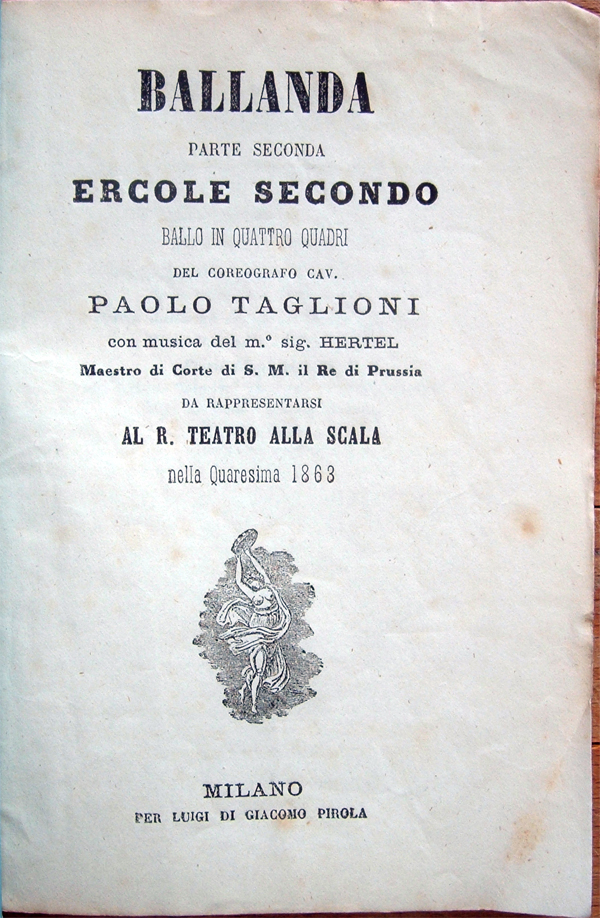 BALLANDA
PARTE SECONDA
ERCOLE SECONDO
BALLO IN QUATTRO QUADRI
DEL COREOGRAFO CAV.
PAOLO TAGLIONI
con musica del m.º sig. HERTEL
Maestro di Corte di S. M. il Re di Prussia
DA RAPPRESENTARSI
AL R. TEATRO ALLA SCALA
nella Quaresima 1863
MILANO
PER LUIGI DI GIACOMO PIROLA